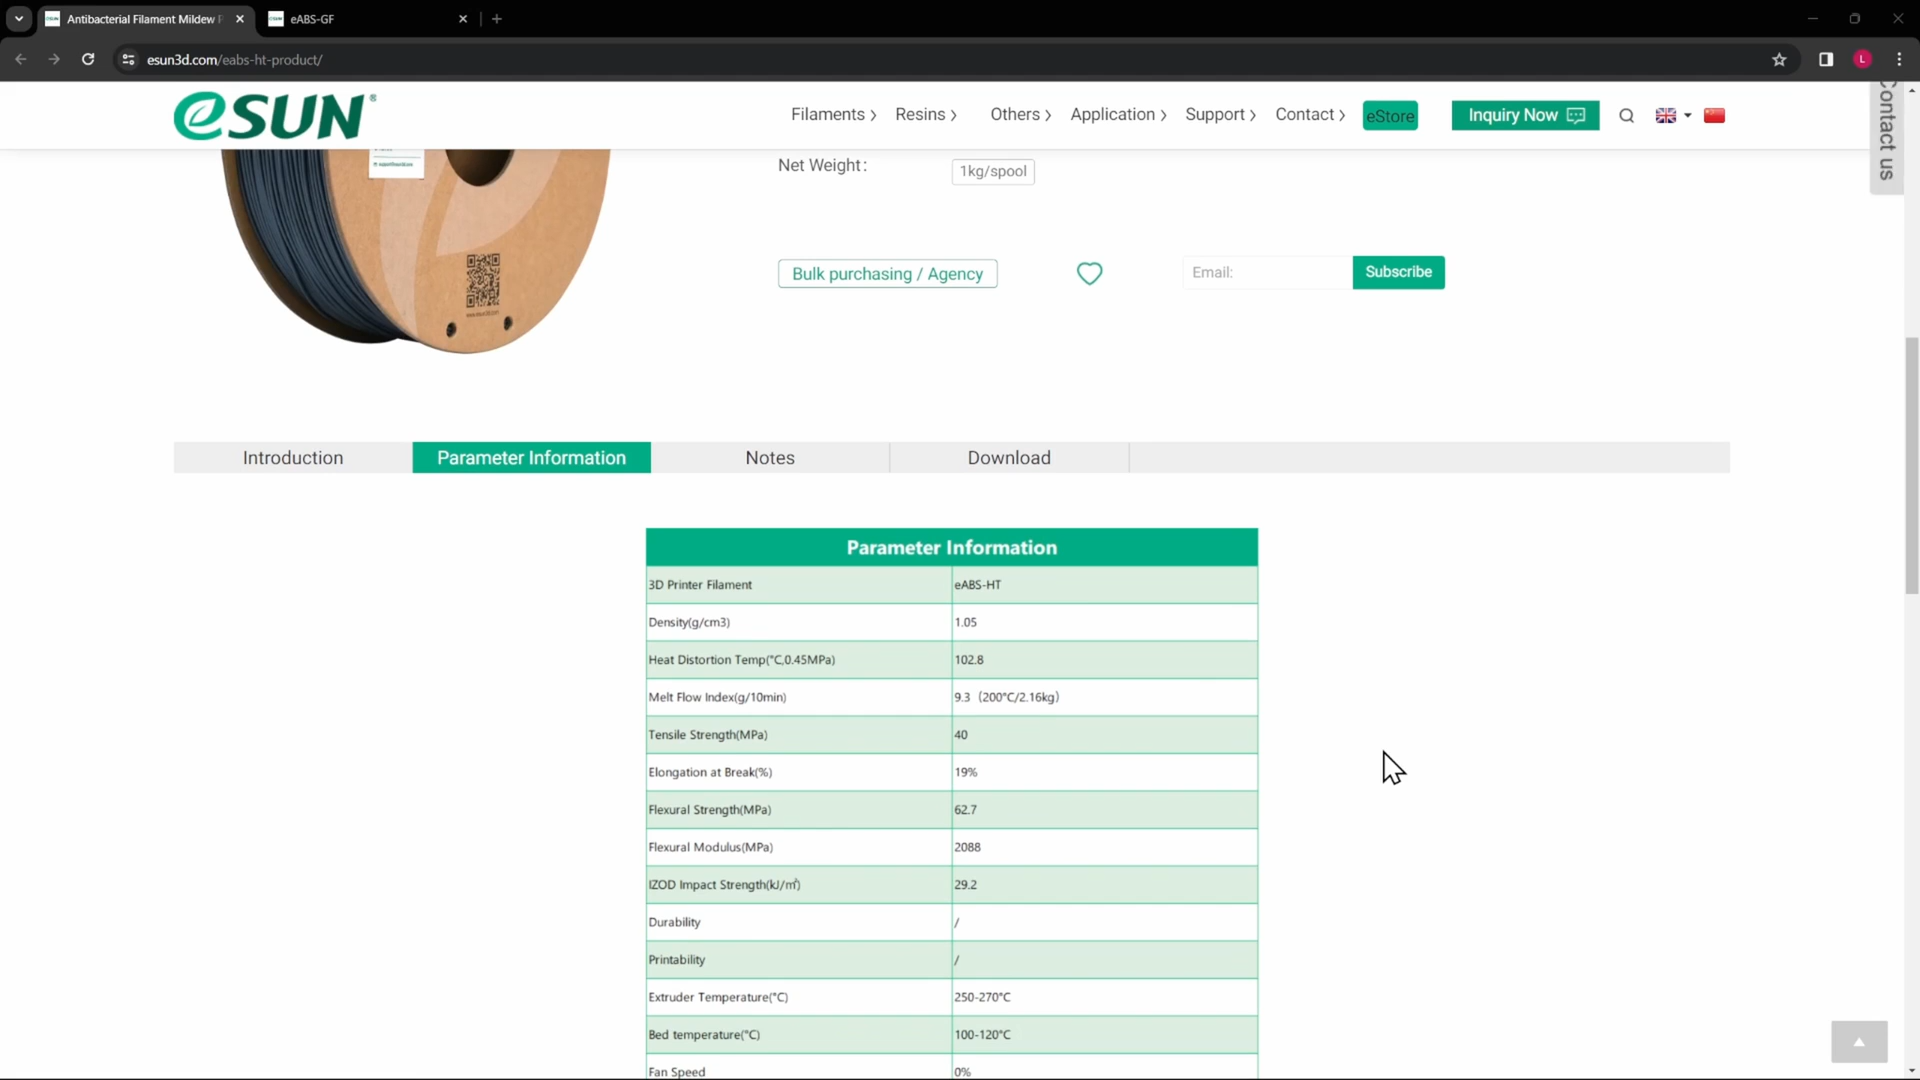 Antibacterial Filament Mildew P
eABS-GF
esun3d.com/eabs-ht-product/
L
eSUN®
Filaments
Resins
Others
Application
Support
Contact
eStore
Inquiry Now
Contact us
Net Weight:
1kg/spool
Bulk purchasing / Agency
Email:
Subscribe
Introduction
Parameter Information
Notes
Download
Parameter Information
3D Printer Filament
eABS-HT
Density(g/cm3)
1.05
Heat Distortion Temp(℃,0.45MPa)
102.8
Melt Flow Index(g/10min)
9.3（200℃/2.16kg）
Tensile Strength(MPa)
40
Elongation at Break(%)
19%
Flexural Strength(MPa)
62.7
Flexural Modulus(MPa)
2088
IZOD Impact Strength(kJ/㎡)
29.2
Durability
/
Printability
/
Extruder Temperature(℃)
250-270℃
Bed temperature(℃)
100-120℃
Fan Speed
0%